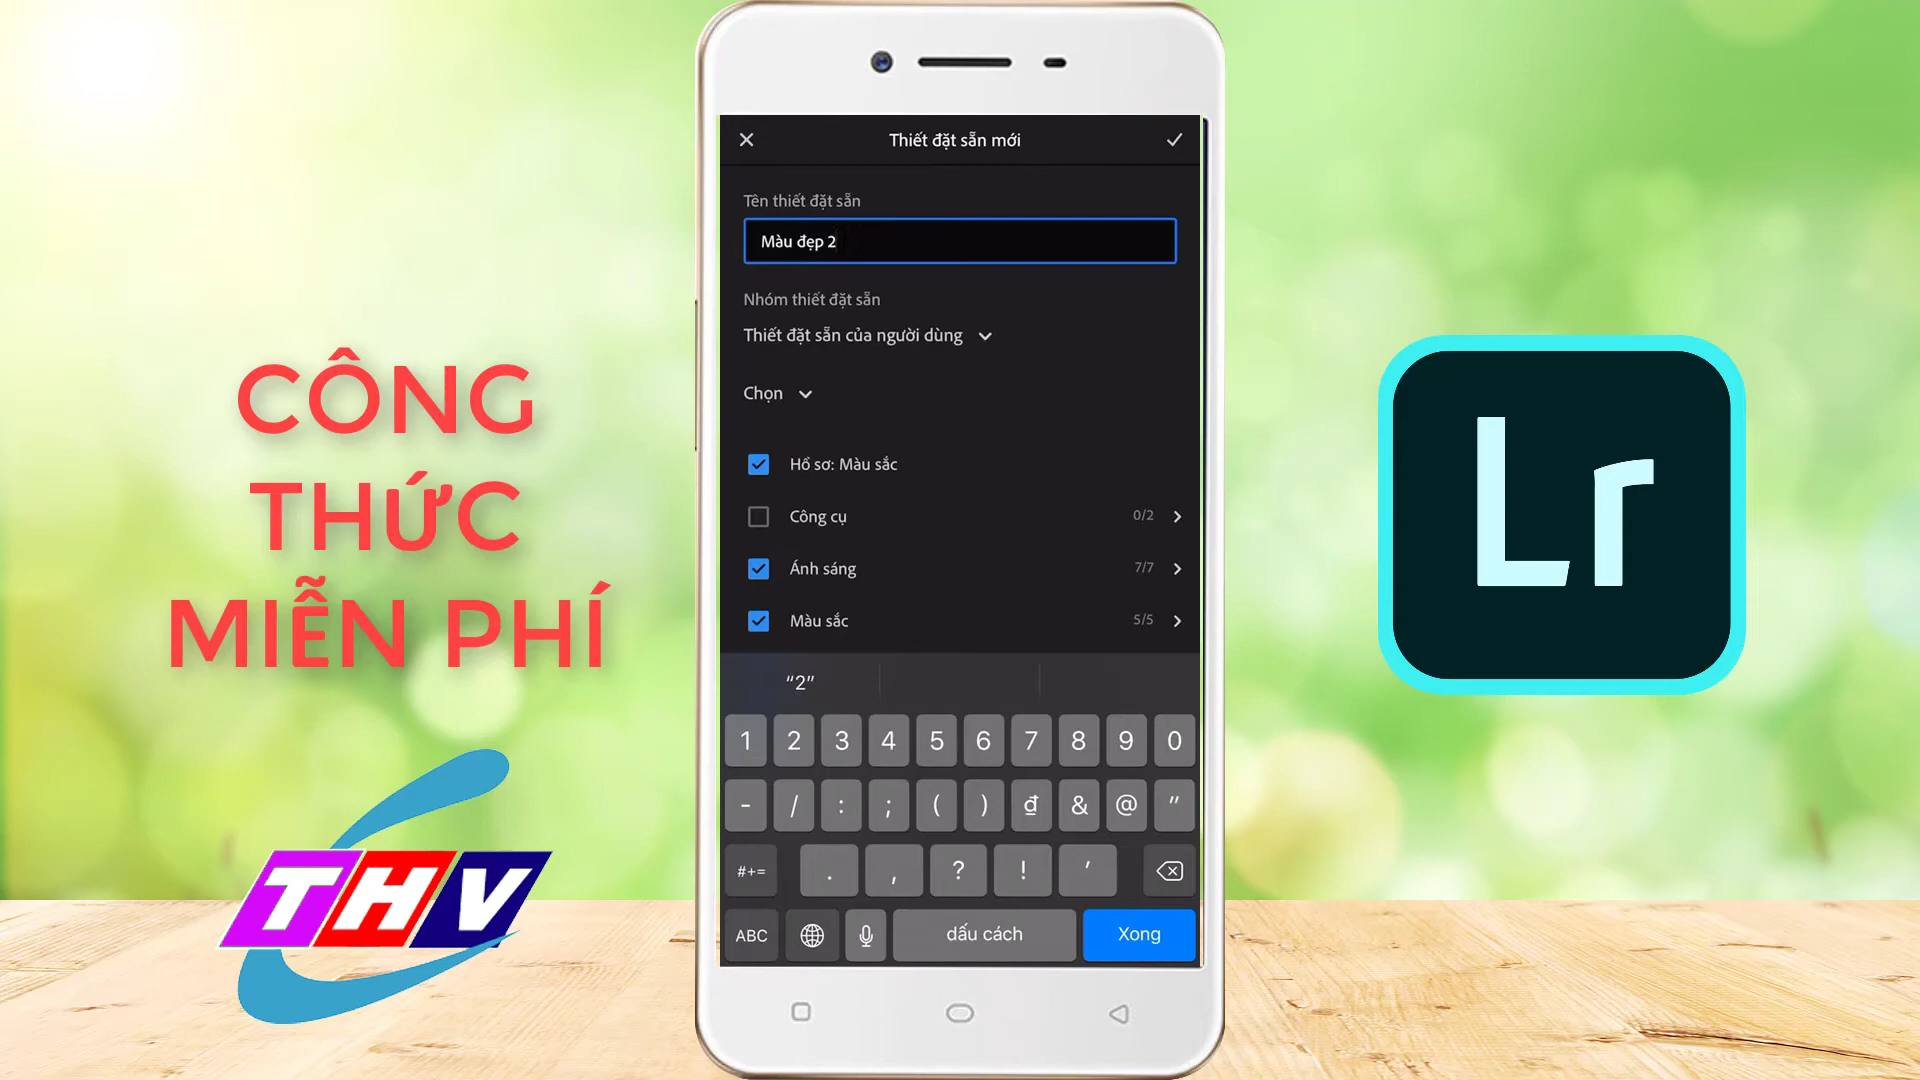 CÔNG
THỨC
MIỄN PHÍ
THV
Thiết đặt sẵn mới
Tên thiết đặt sẵn
Màu đẹp 2
Nhóm thiết đặt sẵn
Thiết đặt sẵn của người dùng
Chọn
Hồ sơ: Màu sắc
Công cụ 0/2
Ánh sáng 7/7
Màu sắc 5/5
“2”
1 2 3 4 5 6 7 8 9 0
- / : ; ( ) ₫ & @ "
#+= . , ? ! '
ABC dấu cách Xong
Lr